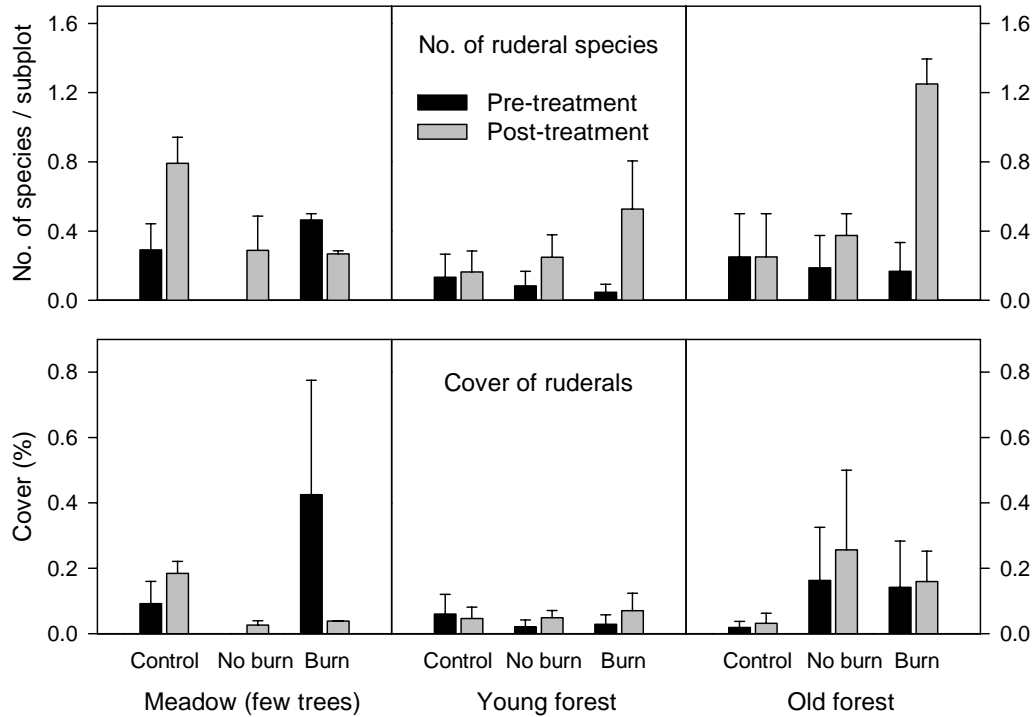 1.6
1.2
0.8
0.4
0.0
No. of species / subplot
No. of ruderal species
Pre-treatment
Post-treatment
1.6
1.2
0.8
0.4
0.0
0.8
0.6
0.4
0.2
0.0
Cover (%)
Cover of ruderals
0.8
0.6
0.4
0.2
0.0
Control No burn Burn
Control No burn Burn
Control No burn Burn
Meadow (few trees)
Young forest
Old forest